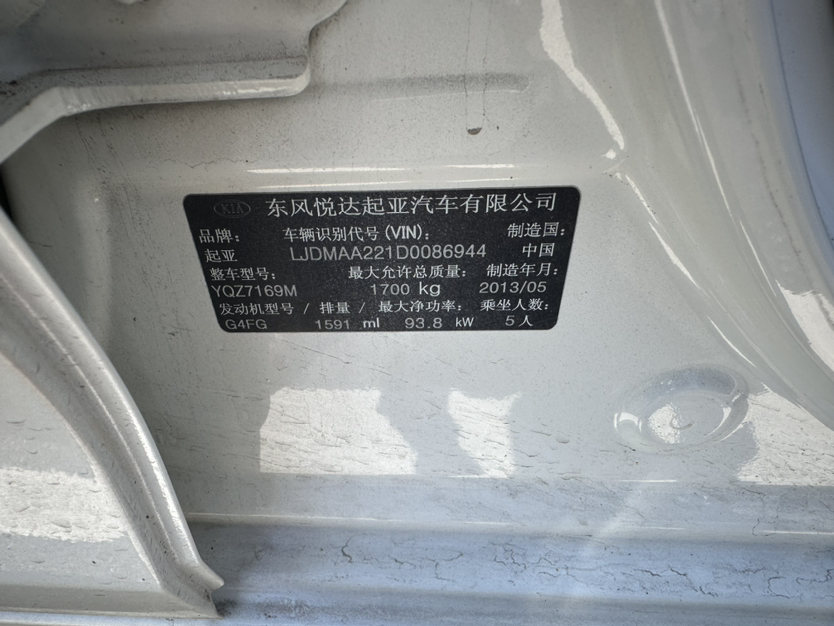 KIA 东风悦达起亚汽车有限公司
品牌： 车辆识别代号(VIN)： 制造国：
起亚 LJDMAA221D0086944 中国
整车型号： 最大允许总质量： 制造年月：
YQZ7169M 1700 kg 2013/05
发动机型号 / 排量 / 最大净功率： 乘坐人数：
G4FG 1591 ml 93.8 kW 5人